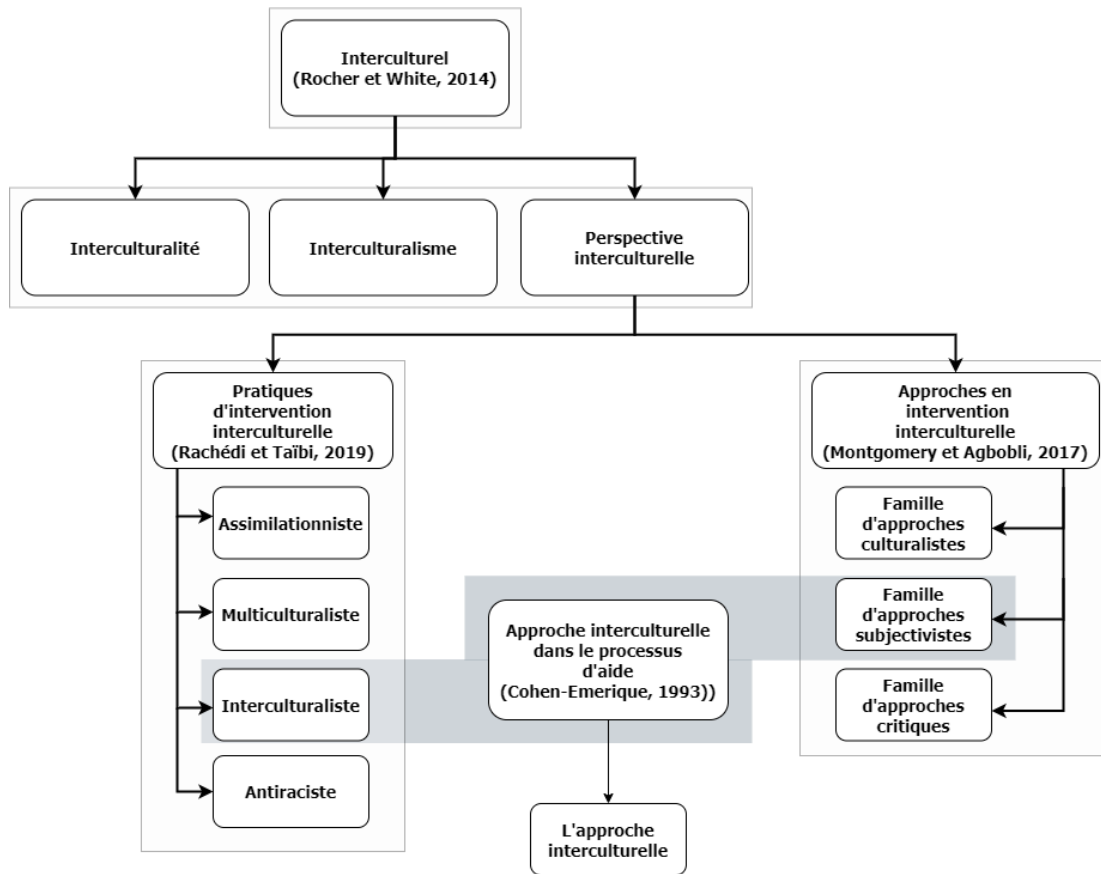 Interculturel
(Rocher et White, 2014)
Interculturalité
Interculturalisme
Perspective
interculturelle
Pratiques
d'intervention
interculturelle
(Rachédi et Taïbi, 2019)
Assimilationniste
Multiculturaliste
Interculturaliste
Antiraciste
Approche interculturelle
dans le processus
d'aide
(Cohen-Emerique, 1993))
L'approche
interculturelle
Approches en
intervention
interculturelle
(Montgomery et Agbobli, 2017)
Famille
d'approches
culturalistes
Famille
d'approches
subjectivistes
Famille
d'approches
critiques